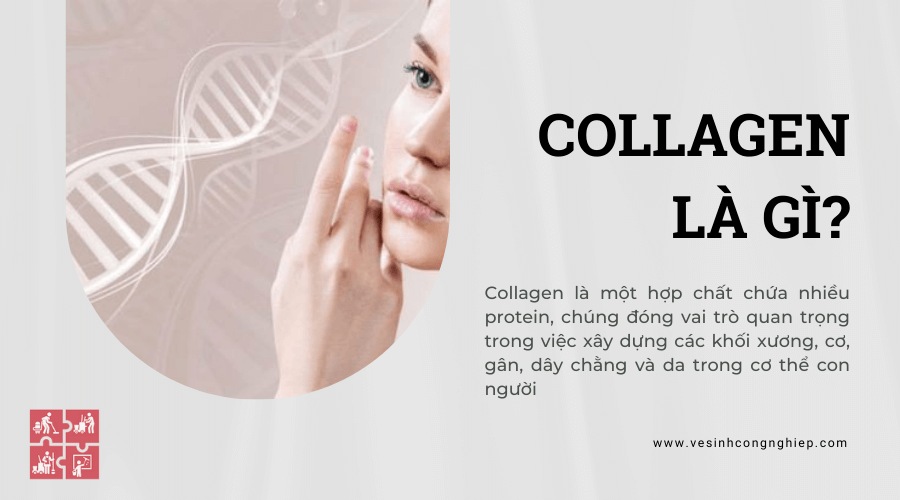 COLLAGEN
LÀ GÌ?
Collagen là một hợp chất chứa nhiều
protein, chúng đóng vai trò quan trọng
trong việc xây dựng các khối xương, cơ,
gân, dây chằng và da trong cơ thể con
người
www.vesinhcongnghiep.com